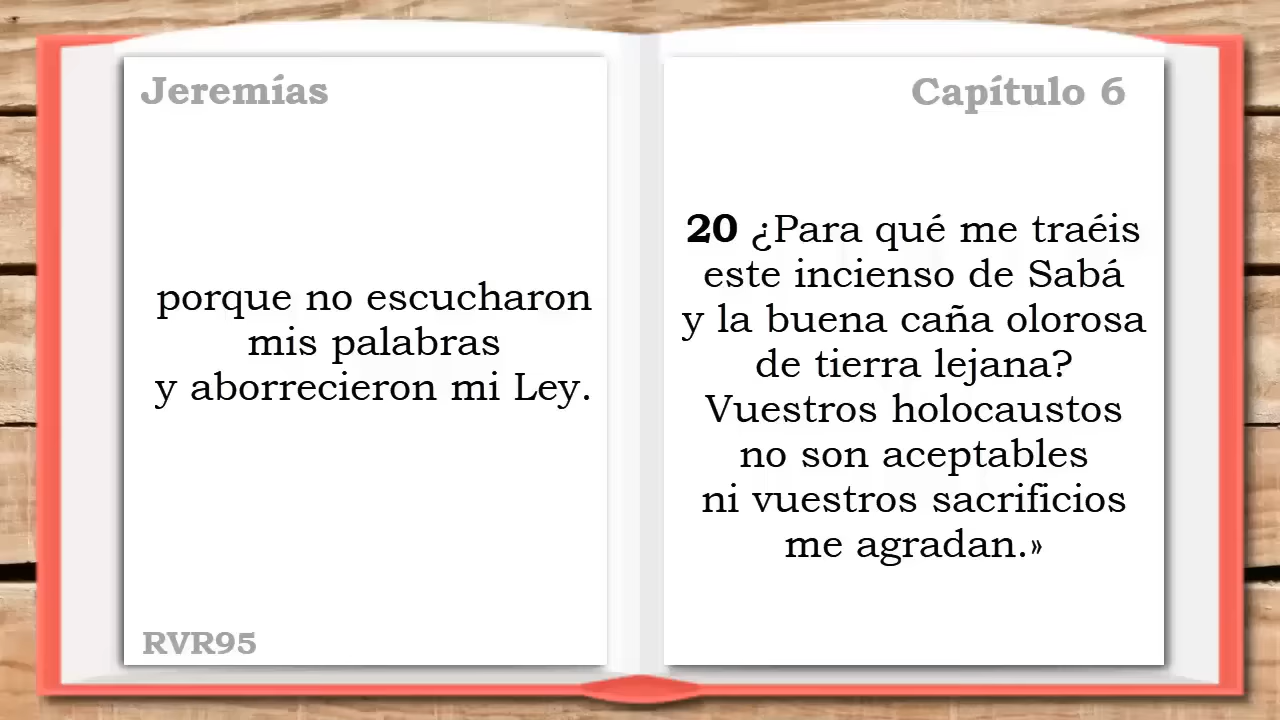 Jeremías
porque no escucharon
mis palabras
y aborrecieron mi Ley.
RVR95
Capítulo 6
20 ¿Para qué me traéis
este incienso de Sabá
y la buena caña olorosa
de tierra lejana?
Vuestros holocaustos
no son aceptables
ni vuestros sacrificios
me agradan.»